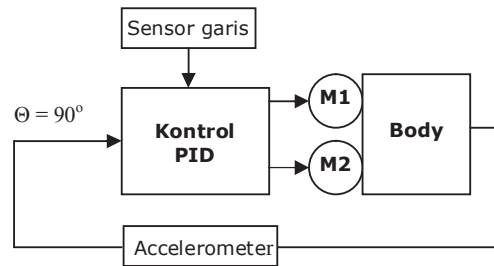 Sensor garis
Θ = 90°
Kontrol
PID
M1
M2
Body
Accelerometer